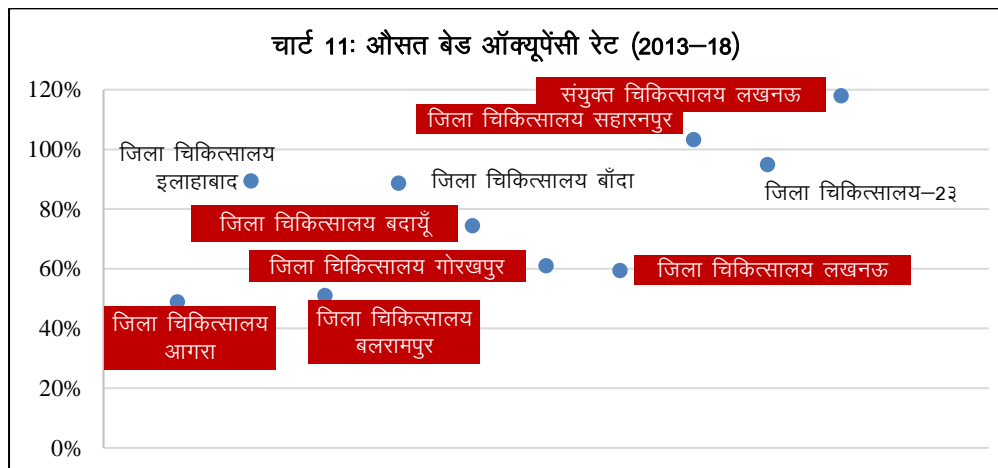 चार्ट 11: औसत बेड ऑक्यूपेंसी रेट (2013–18)
120%
100%
80%
60%
40%
20%
0%
संयुक्त चिकित्सालय लखनऊ
जिला चिकित्सालय सहारनपुर
जिला चिकित्सालय
इलाहाबाद
जिला चिकित्सालय बाँदा
जिला चिकित्सालय–23
जिला चिकित्सालय बदायूँ
जिला चिकित्सालय गोरखपुर
जिला चिकित्सालय लखनऊ
जिला चिकित्सालय
आगरा
जिला चिकित्सालय
बलरामपुर